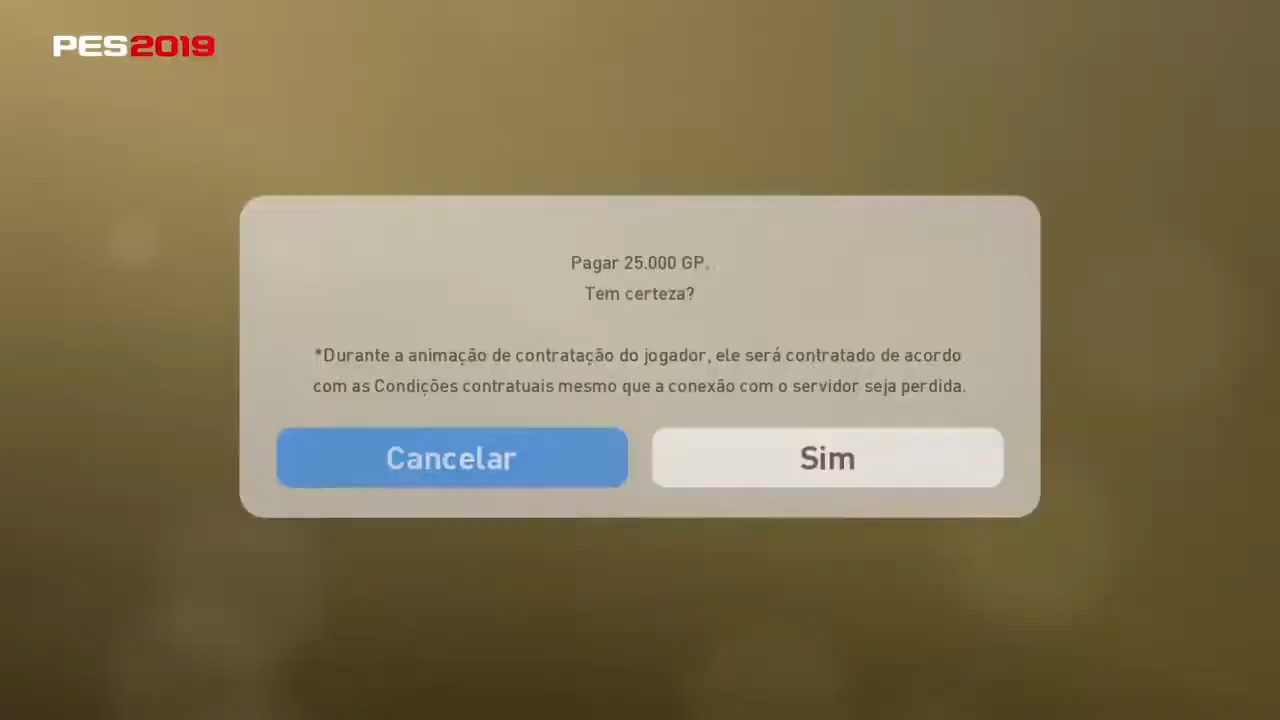 PES2019
Pagar 25.000 GP.
Tem certeza?
*Durante a animação de contratação do jogador, ele será contratado de acordo
com as Condições contratuais mesmo que a conexão com o servidor seja perdida.
Cancelar
Sim